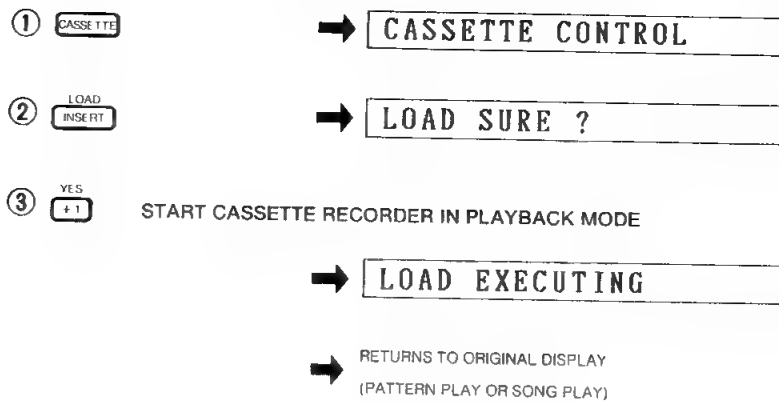 ① CASSETTE
CASSETTE CONTROL
LOAD
② INSERT
LOAD SURE ?
YES
③ +1
START CASSETTE RECORDER IN PLAYBACK MODE
LOAD EXECUTING
RETURNS TO ORIGINAL DISPLAY
(PATTERN PLAY OR SONG PLAY)